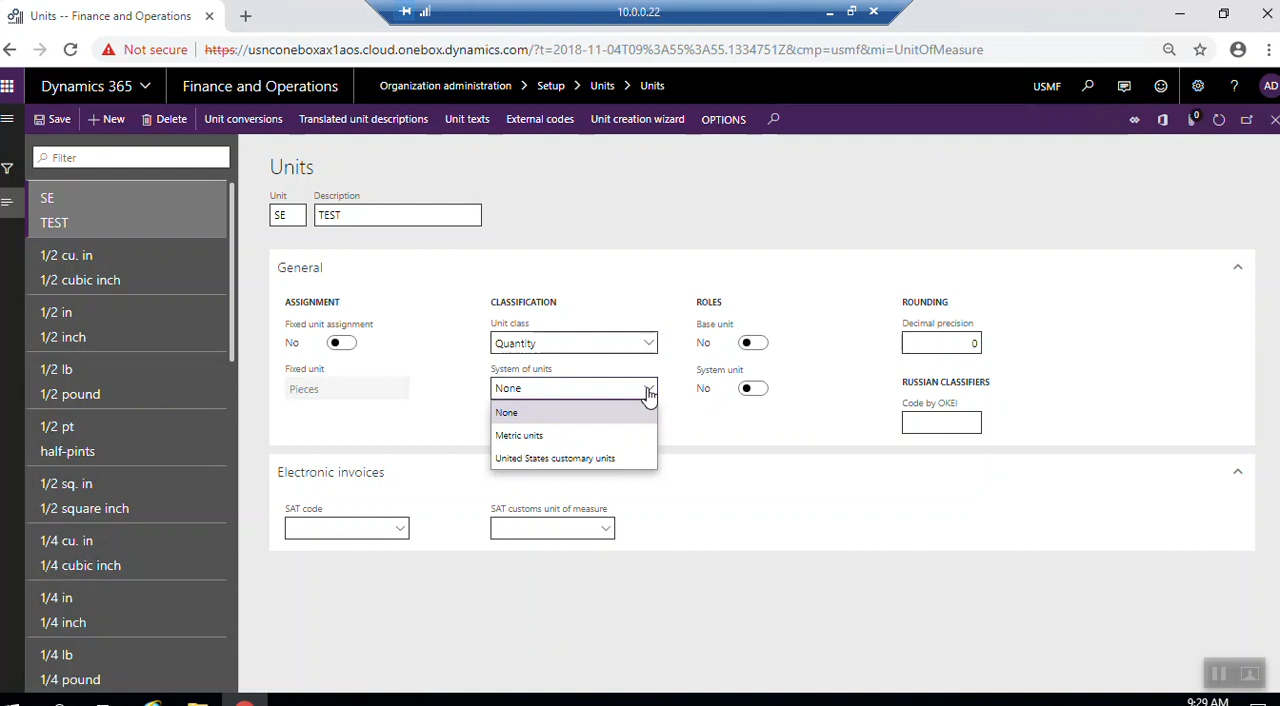 Units -- Finance and Operations
10.0.0.22
Not secure
https://usnconeboxax1aos.cloud.onebox.dynamics.com/?t=2018-11-04T09%3A55%3A55.1334751Z&cmp=usmf&mi=UnitOfMeasure
Dynamics 365
Finance and Operations
Organization administration > Setup > Units > Units
USMF
AD
Save
New
Delete
Unit conversions
Translated unit descriptions
Unit texts
External codes
Unit creation wizard
OPTIONS
0
Filter
SE
TEST
1/2 cu. in
1/2 cubic inch
1/2 in
1/2 inch
1/2 lb
1/2 pound
1/2 pt
half-pints
1/2 sq. in
1/2 square inch
1/4 cu. in
1/4 cubic inch
1/4 in
1/4 inch
1/4 lb
1/4 pound
Units
Unit
Description
SE
TEST
General
ASSIGNMENT
Fixed unit assignment
No
Fixed unit
Pieces
CLASSIFICATION
Unit class
Quantity
System of units
None
None
Metric units
United States customary units
ROLES
Base unit
No
System unit
No
ROUNDING
Decimal precision
0
RUSSIAN CLASSIFIERS
Code by OKEI
Electronic invoices
SAT code
SAT customs unit of measure
9:29 AM